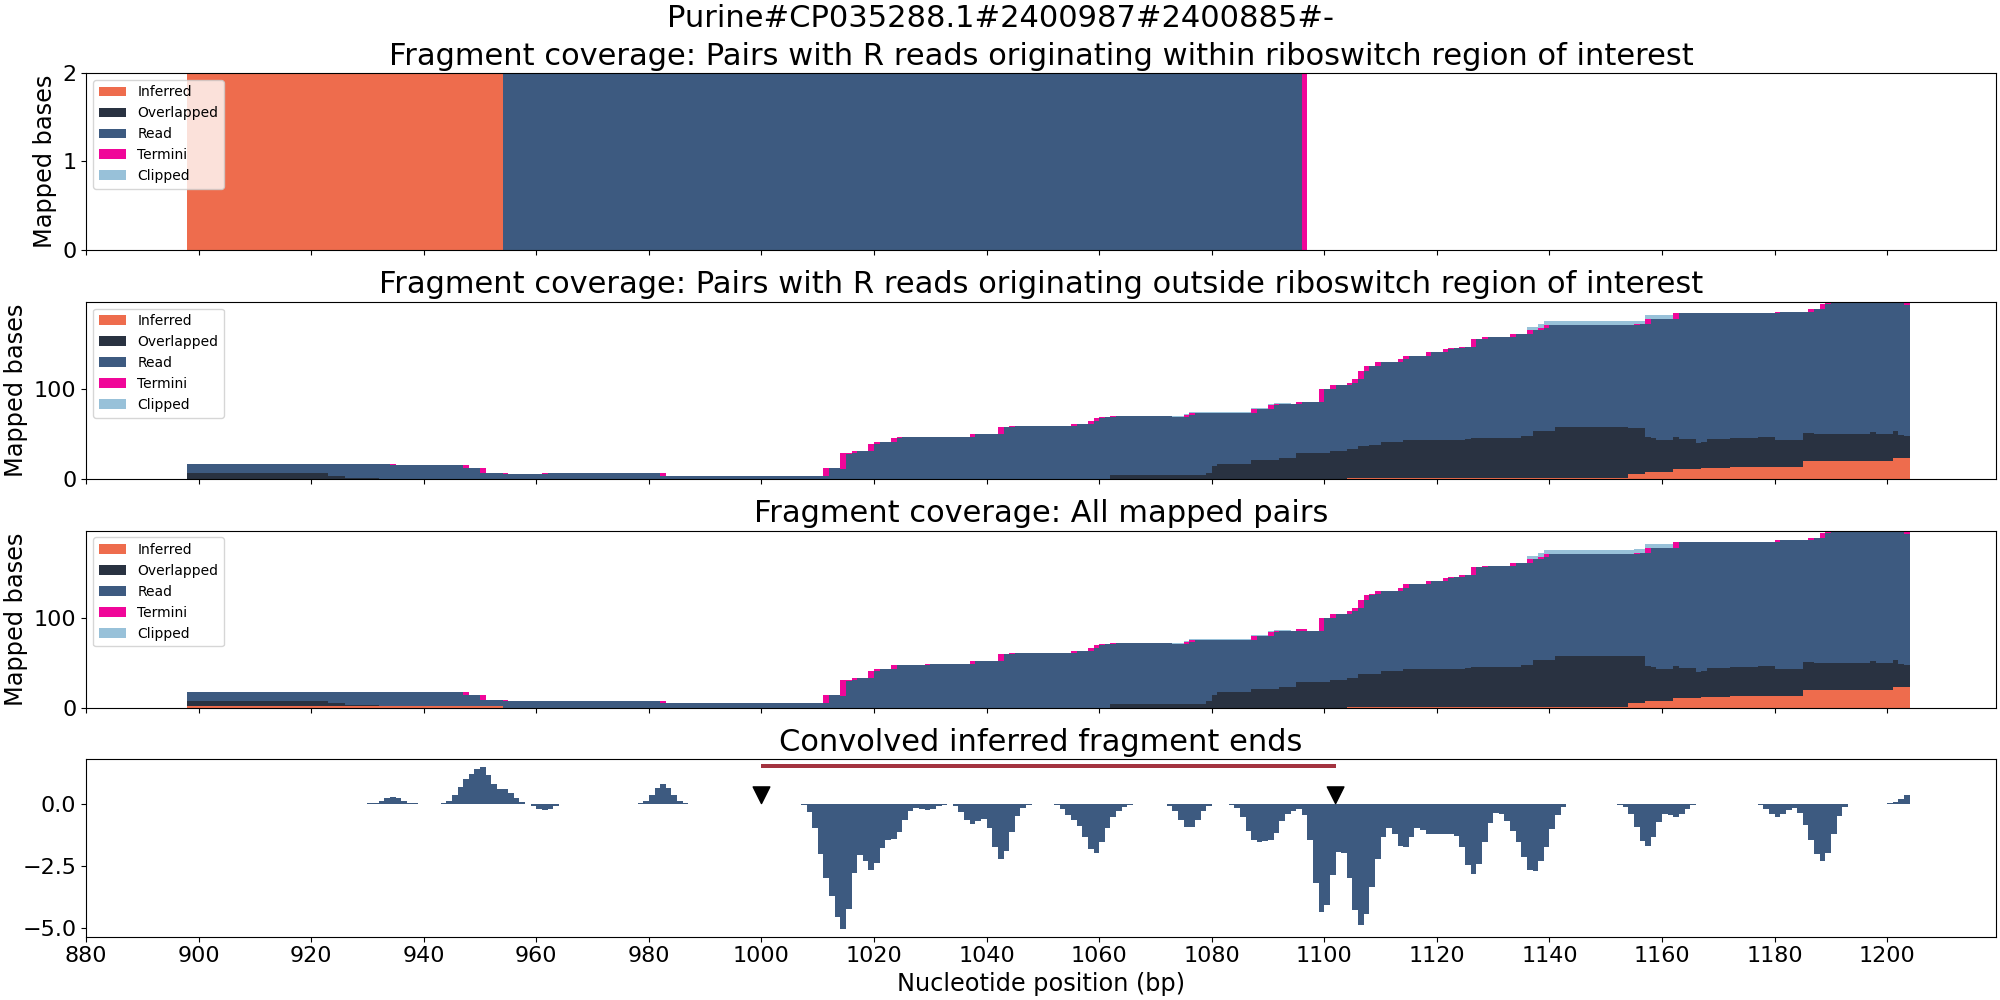 Purine#CP035288.1#2400987#2400885#-
Fragment coverage: Pairs with R reads originating within riboswitch region of interest
Mapped bases
2
1
0
Inferred
Overlapped
Read
Termini
Clipped
Fragment coverage: Pairs with R reads originating outside riboswitch region of interest
Mapped bases
100
0
Inferred
Overlapped
Read
Termini
Clipped
Fragment coverage: All mapped pairs
Mapped bases
100
0
Inferred
Overlapped
Read
Termini
Clipped
Convolved inferred fragment ends
0.0
−2.5
−5.0
880 900 920 940 960 980 1000 1020 1040 1060 1080 1100 1120 1140 1160 1180 1200
Nucleotide position (bp)